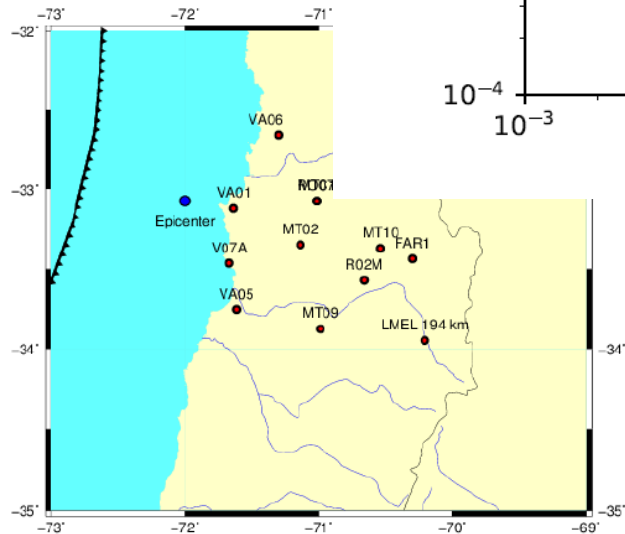 -73˚ -72˚ -71˚
-32˚
10⁻⁴
10⁻³
VA06
-33˚
VA01
Epicenter
MT02
MT10
V07A
FAR1
R02M
VA05
MT09
LMEL 194 km
-34˚ -34˚
-35˚ -35˚
-73˚ -72˚ -71˚ -70˚ -69˚